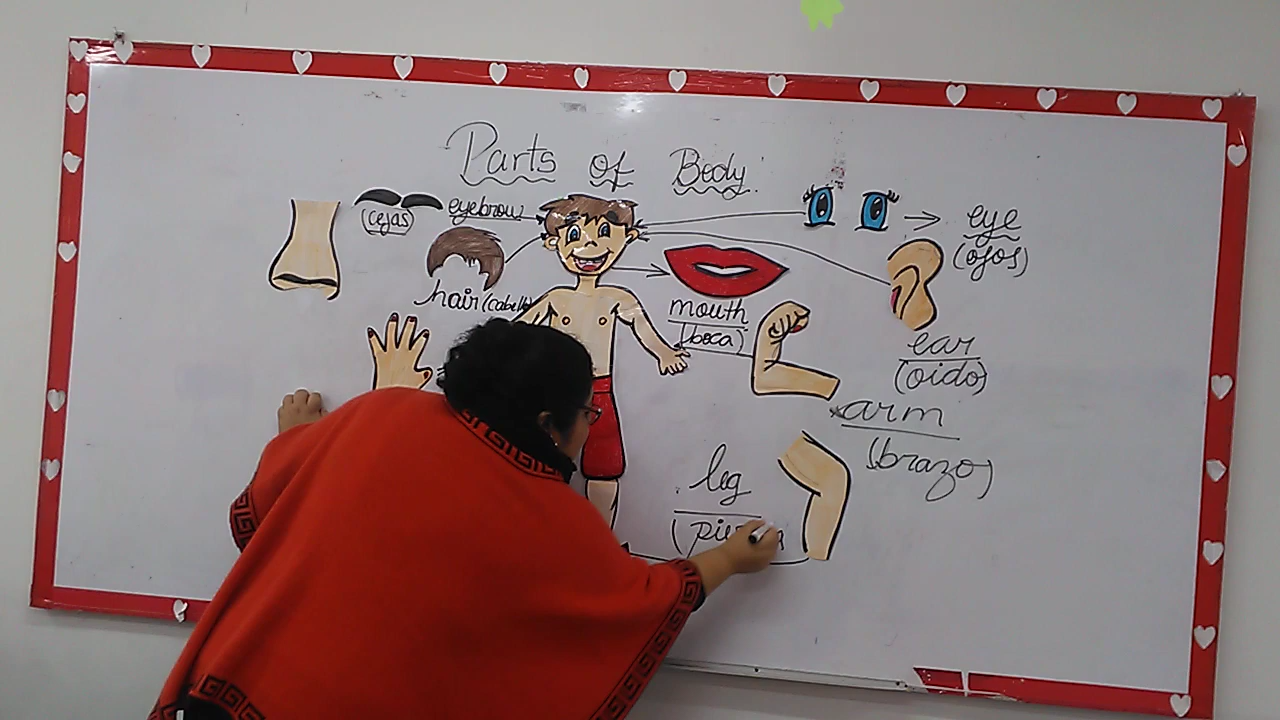 Parts of Body.
eyebrow
(cejas)
hair (cabello
mouth
(boca)
eye
(ojos)
ear
(oido)
arm
(brazo)
leg